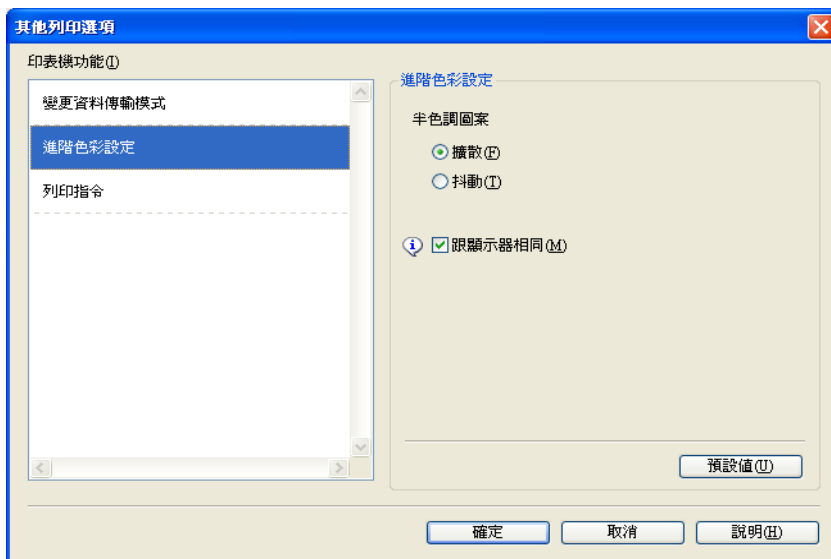 其他列印選項
印表機功能(I)
變更資料傳輸模式
進階色彩設定
列印指令
進階色彩設定
半色調圖案
擴散(F)
抖動(T)
跟顯示器相同(M)
預設值(U)
確定
取消
說明(H)